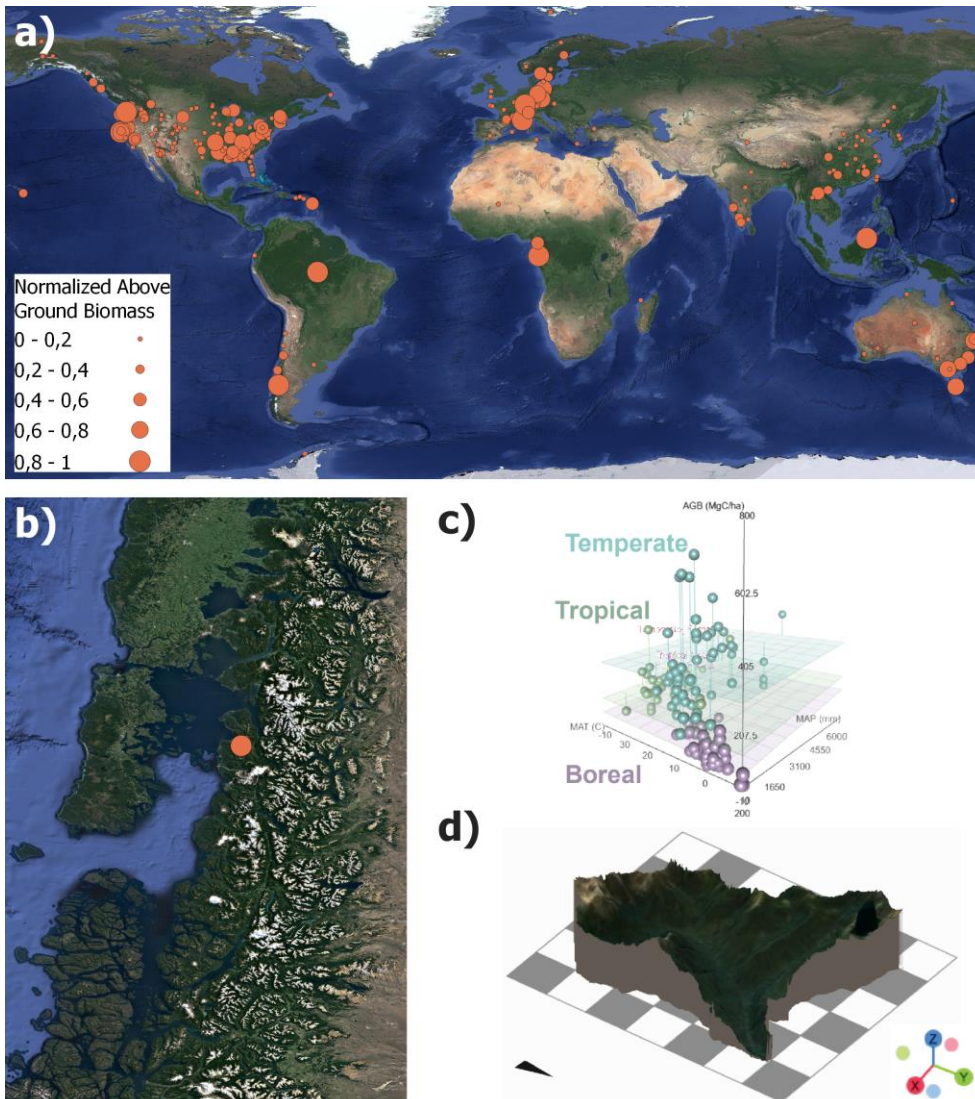 a)
Normalized Above
Ground Biomass
0 - 0,2
0,2 - 0,4
0,4 - 0,6
0,6 - 0,8
0,8 - 1
b)
c)
AGB (MgC/ha)
800
Temperate
602.5
Tropical
405
MAT (C)
MAP (mm)
-10
30
6000
20
207.5
4550
10
3100
Boreal
0
1650
-10
200
d)
Z
X
Y